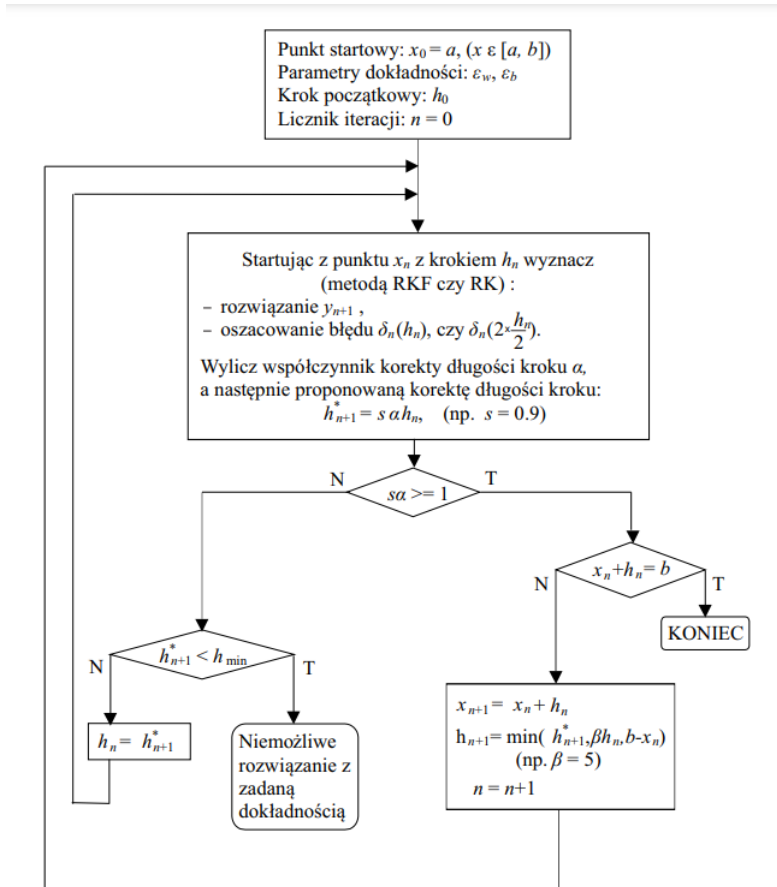 Punkt startowy: x₀ = a, (x ε [a, b])
Parametry dokładności: ε_w, ε_b
Krok początkowy: h₀
Licznik iteracji: n = 0
Startując z punktu xₙ z krokiem hₙ wyznacz
(metodą RKF czy RK) :
– rozwiązanie yₙ₊₁ ,
– oszacowanie błędu δₙ(hₙ), czy δₙ(2×hₙ/2).
Wylicz współczynnik korekty długości kroku α,
a następnie proponowaną korektę długości kroku:
h*ₙ₊₁ = s α hₙ, (np. s = 0.9)
N
sα >= 1
T
N
xₙ+hₙ= b
T
KONIEC
N
h*ₙ₊₁ < h min
T
hₙ = h*ₙ₊₁
Niemożliwe
rozwiązanie z
zadaną
dokładnością
xₙ₊₁ = xₙ + hₙ
hₙ₊₁= min( h*ₙ₊₁,βhₙ,b-xₙ)
(np. β = 5)
n = n+1